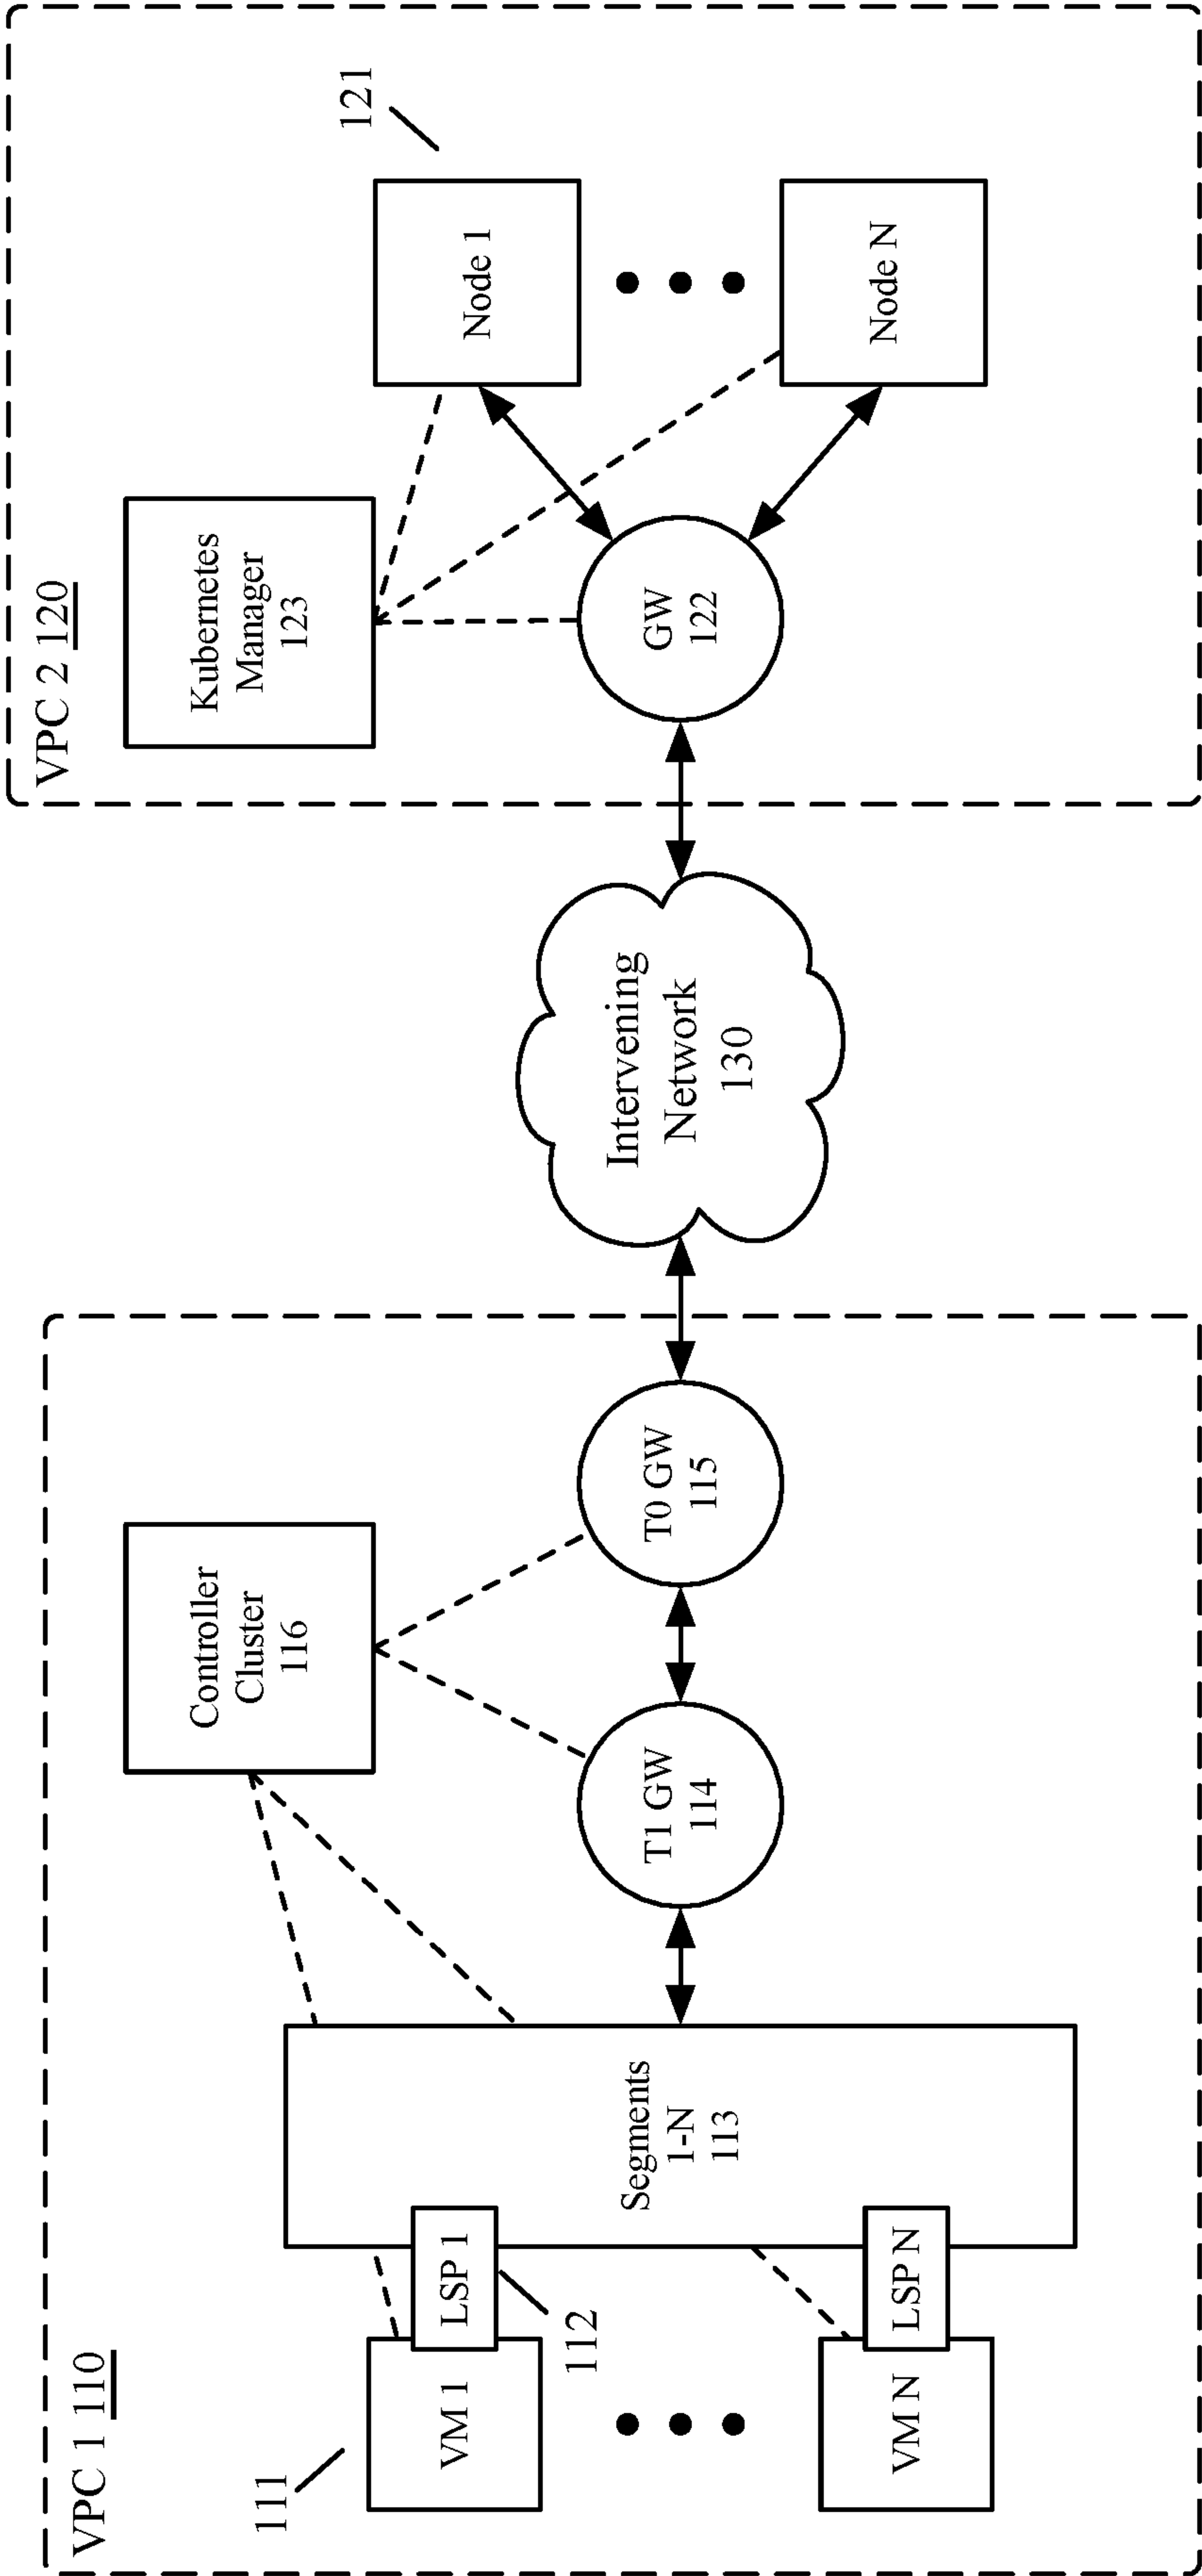 VPC 1 110
Controller
Cluster
116
111
VM 1
LSP 1
112
Segments
1-N
113
T1 GW
114
T0 GW
115
VM N
LSP N
Intervening
Network
130
VPC 2 120
Kubernetes
Manager
123
121
Node 1
GW
122
Node N